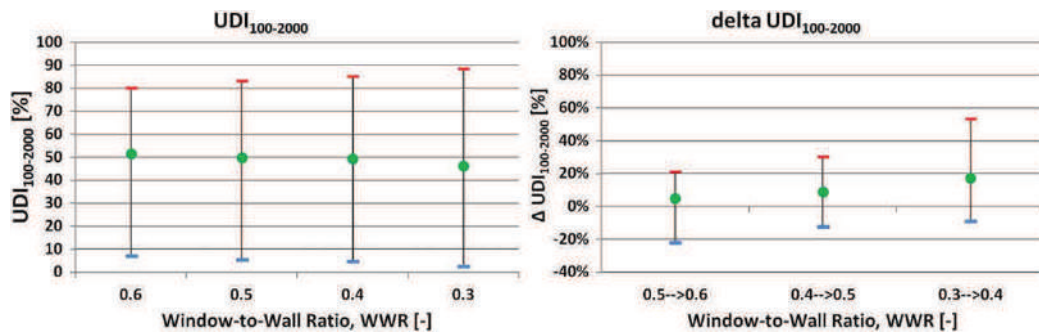 UDI100-2000
UDI100-2000 [%]
100
90
80
70
60
50
40
30
20
10
0
0.6 0.5 0.4 0.3
Window-to-Wall Ratio, WWR [-]
delta UDI100-2000
Δ UDI100-2000 [%]
100%
80%
60%
40%
20%
0%
-20%
-40%
0.5-->0.6 0.4-->0.5 0.3-->0.4
Window-to-Wall Ratio, WWR [-]